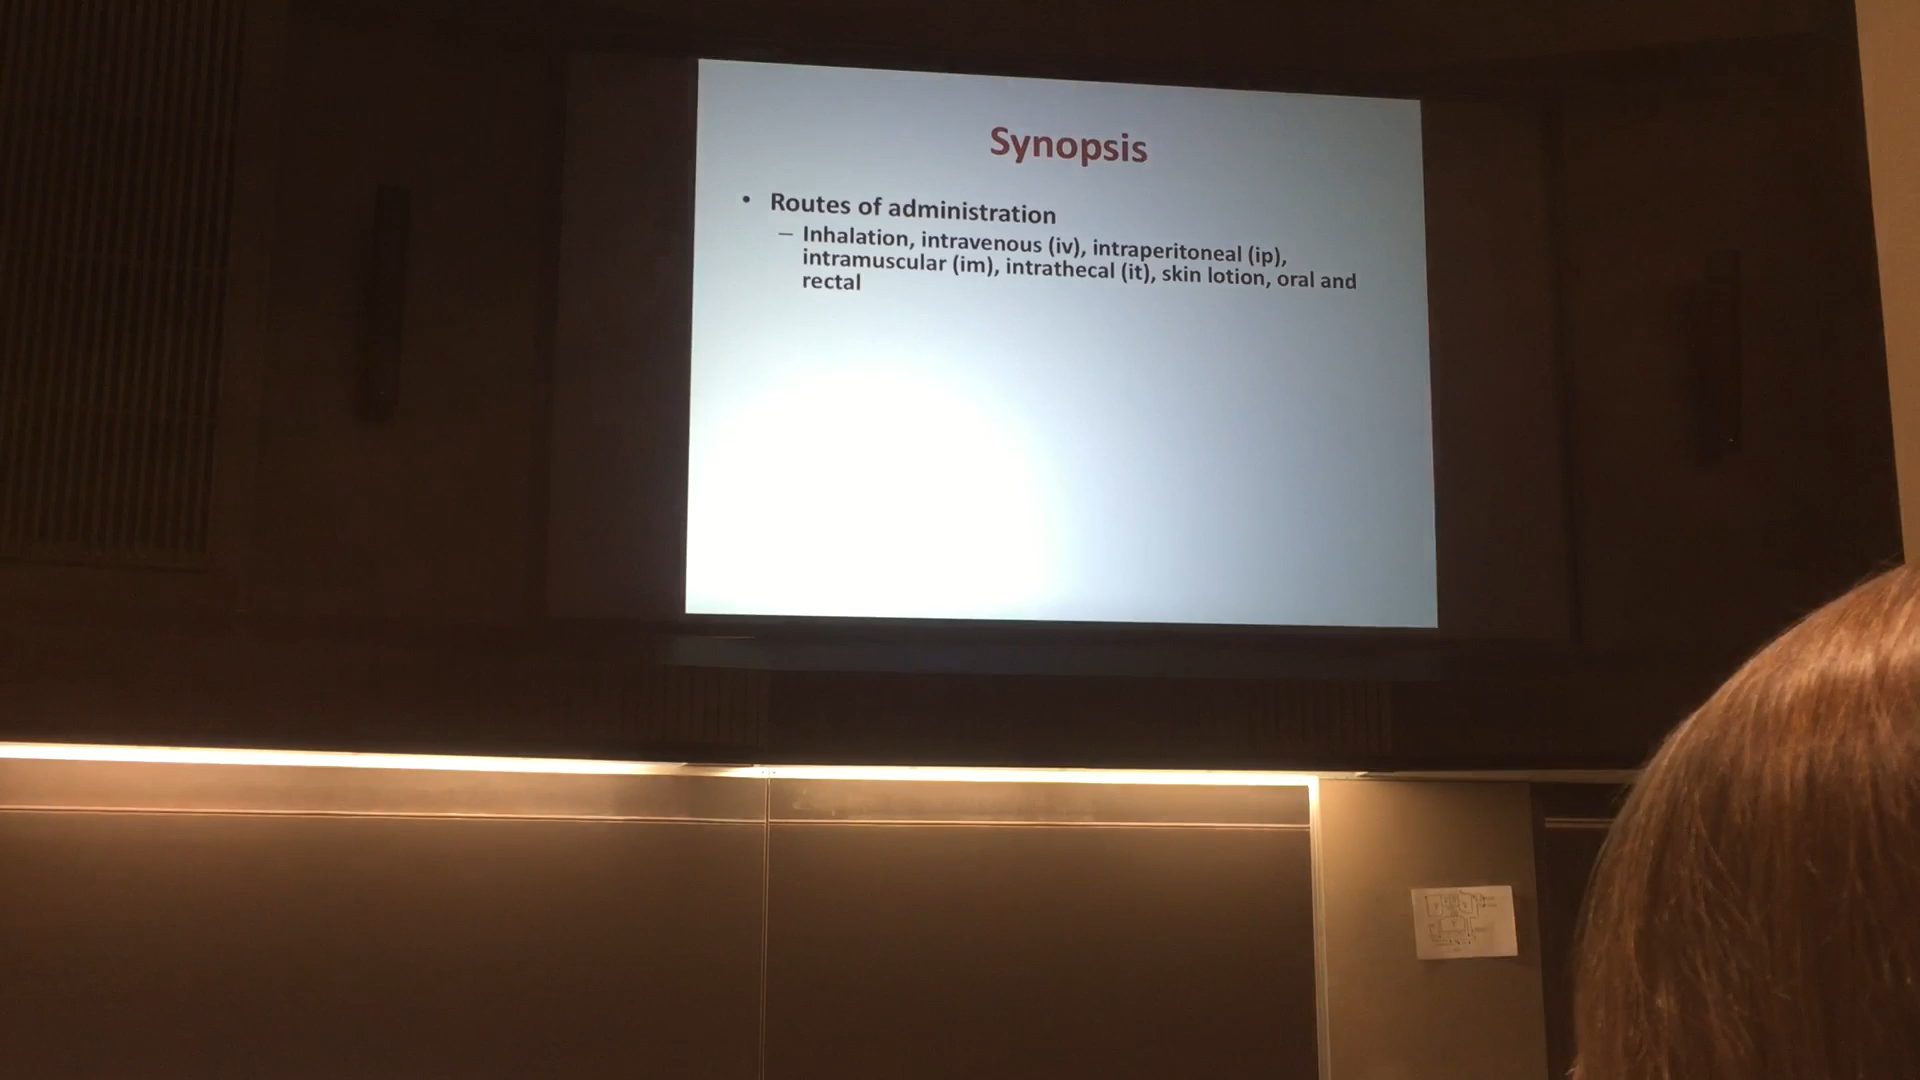 Synopsis
• Routes of administration
– Inhalation, intravenous (iv), intraperitoneal (ip),
intramuscular (im), intrathecal (it), skin lotion, oral and
rectal